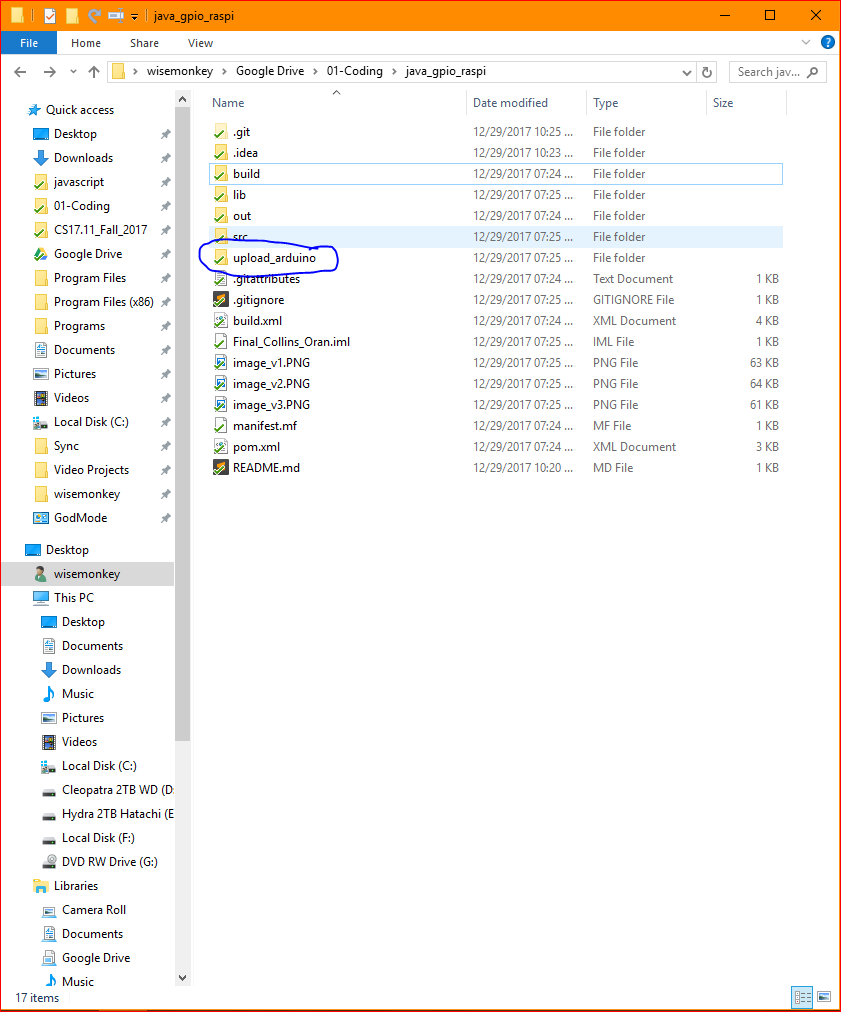 java_gpio_raspi
File Home Share View
wisemonkey Google Drive 01-Coding java_gpio_raspi
Search jav...
Quick access
Desktop
Downloads
javascript
01-Coding
CS17.11_Fall_2017
Google Drive
Program Files
Program Files (x86)
Programs
Documents
Pictures
Videos
Local Disk (C:)
Sync
Video Projects
wisemonkey
GodMode
Desktop
wisemonkey
This PC
Desktop
Documents
Downloads
Music
Pictures
Videos
Local Disk (C:)
Cleopatra 2TB WD (D:
Hydra 2TB Hatachi (E
Local Disk (F:)
DVD RW Drive (G:)
Libraries
Camera Roll
Documents
Google Drive
Music
Name Date modified Type Size
.git 12/29/2017 10:25 ... File folder
.idea 12/29/2017 10:23 ... File folder
build 12/29/2017 07:24 ... File folder
lib 12/29/2017 07:25 ... File folder
out 12/29/2017 07:24 ... File folder
src 12/29/2017 07:25 ... File folder
upload_arduino 12/29/2017 07:25 ... File folder
.gitattributes 12/29/2017 07:24 ... Text Document 1 KB
.gitignore 12/29/2017 07:24 ... GITIGNORE File 1 KB
build.xml 12/29/2017 07:24 ... XML Document 4 KB
Final_Collins_Oran.iml 12/29/2017 07:24 ... IML File 1 KB
image_v1.PNG 12/29/2017 07:25 ... PNG File 63 KB
image_v2.PNG 12/29/2017 07:25 ... PNG File 64 KB
image_v3.PNG 12/29/2017 07:25 ... PNG File 61 KB
manifest.mf 12/29/2017 07:24 ... MF File 1 KB
pom.xml 12/29/2017 07:24 ... XML Document 3 KB
README.md 12/29/2017 10:20 ... MD File 1 KB
17 items